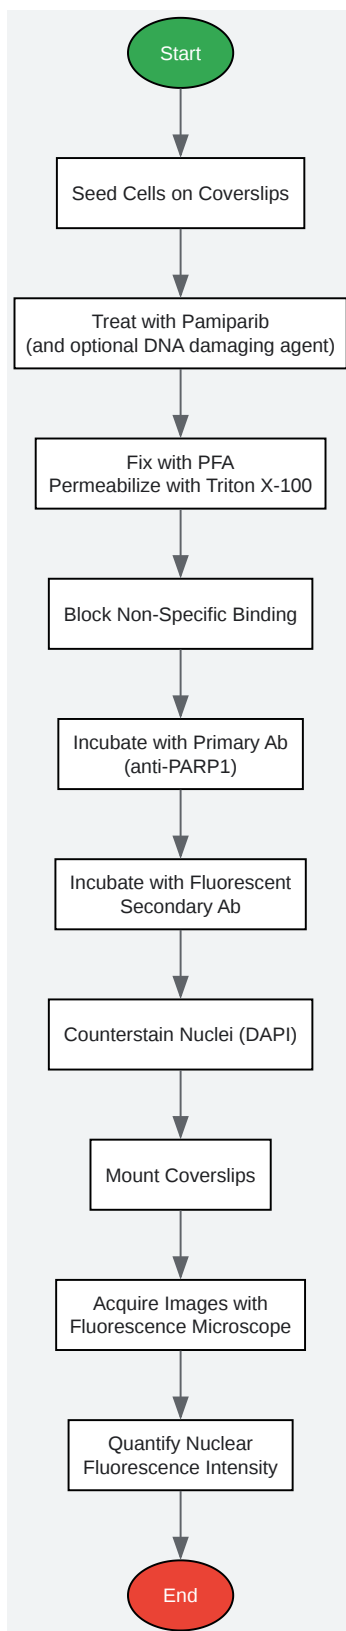 Start
Seed Cells on Coverslips
Treat with Pamiparib
(and optional DNA damaging agent)
Fix with PFA
Permeabilize with Triton X-100
Block Non-Specific Binding
Incubate with Primary Ab
(anti-PARP1)
Incubate with Fluorescent
Secondary Ab
Counterstain Nuclei (DAPI)
Mount Coverslips
Acquire Images with
Fluorescence Microscope
Quantify Nuclear
Fluorescence Intensity
End